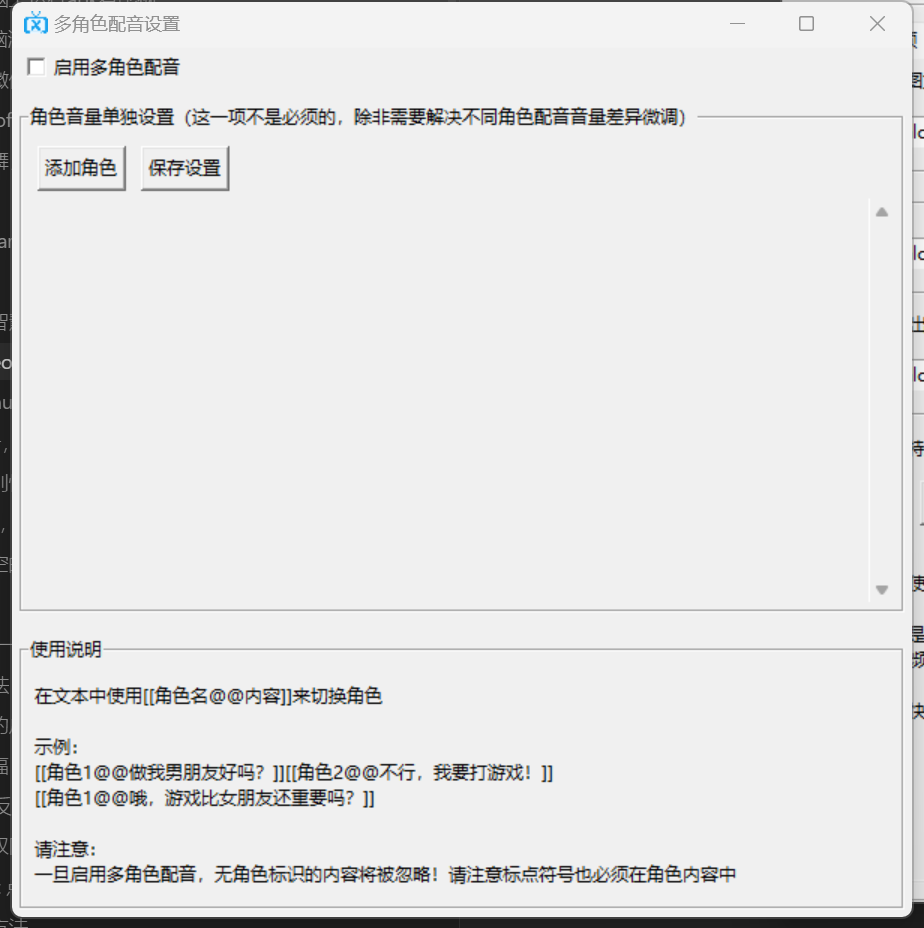 多角色配音设置
启用多角色配音
角色音量单独设置（这一项不是必须的，除非需要解决不同角色配音音量差异微调）
添加角色
保存设置
使用说明
在文本中使用[[角色名@@内容]]来切换角色
示例：
[[角色1@@做我男朋友好吗？]][[角色2@@不行，我要打游戏！]]
[[角色1@@哦，游戏比女朋友还重要吗？]]
请注意：
一旦启用多角色配音，无角色标识的内容将被忽略！请注意标点符号也必须在角色内容中